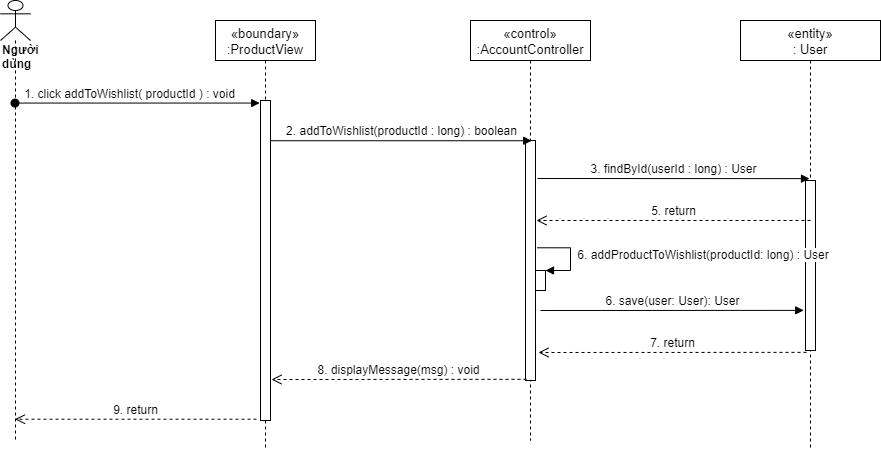 «boundary»
:ProductView
«control»
:AccountController
«entity»
: User
Người
dùng
1. click addToWishlist( productId ) : void
2. addToWishlist(productId : long) : boolean
3. findById(userId : long) : User
5. return
6. addProductToWishlist(productId: long) : User
6. save(user: User): User
7. return
8. displayMessage(msg) : void
9. return